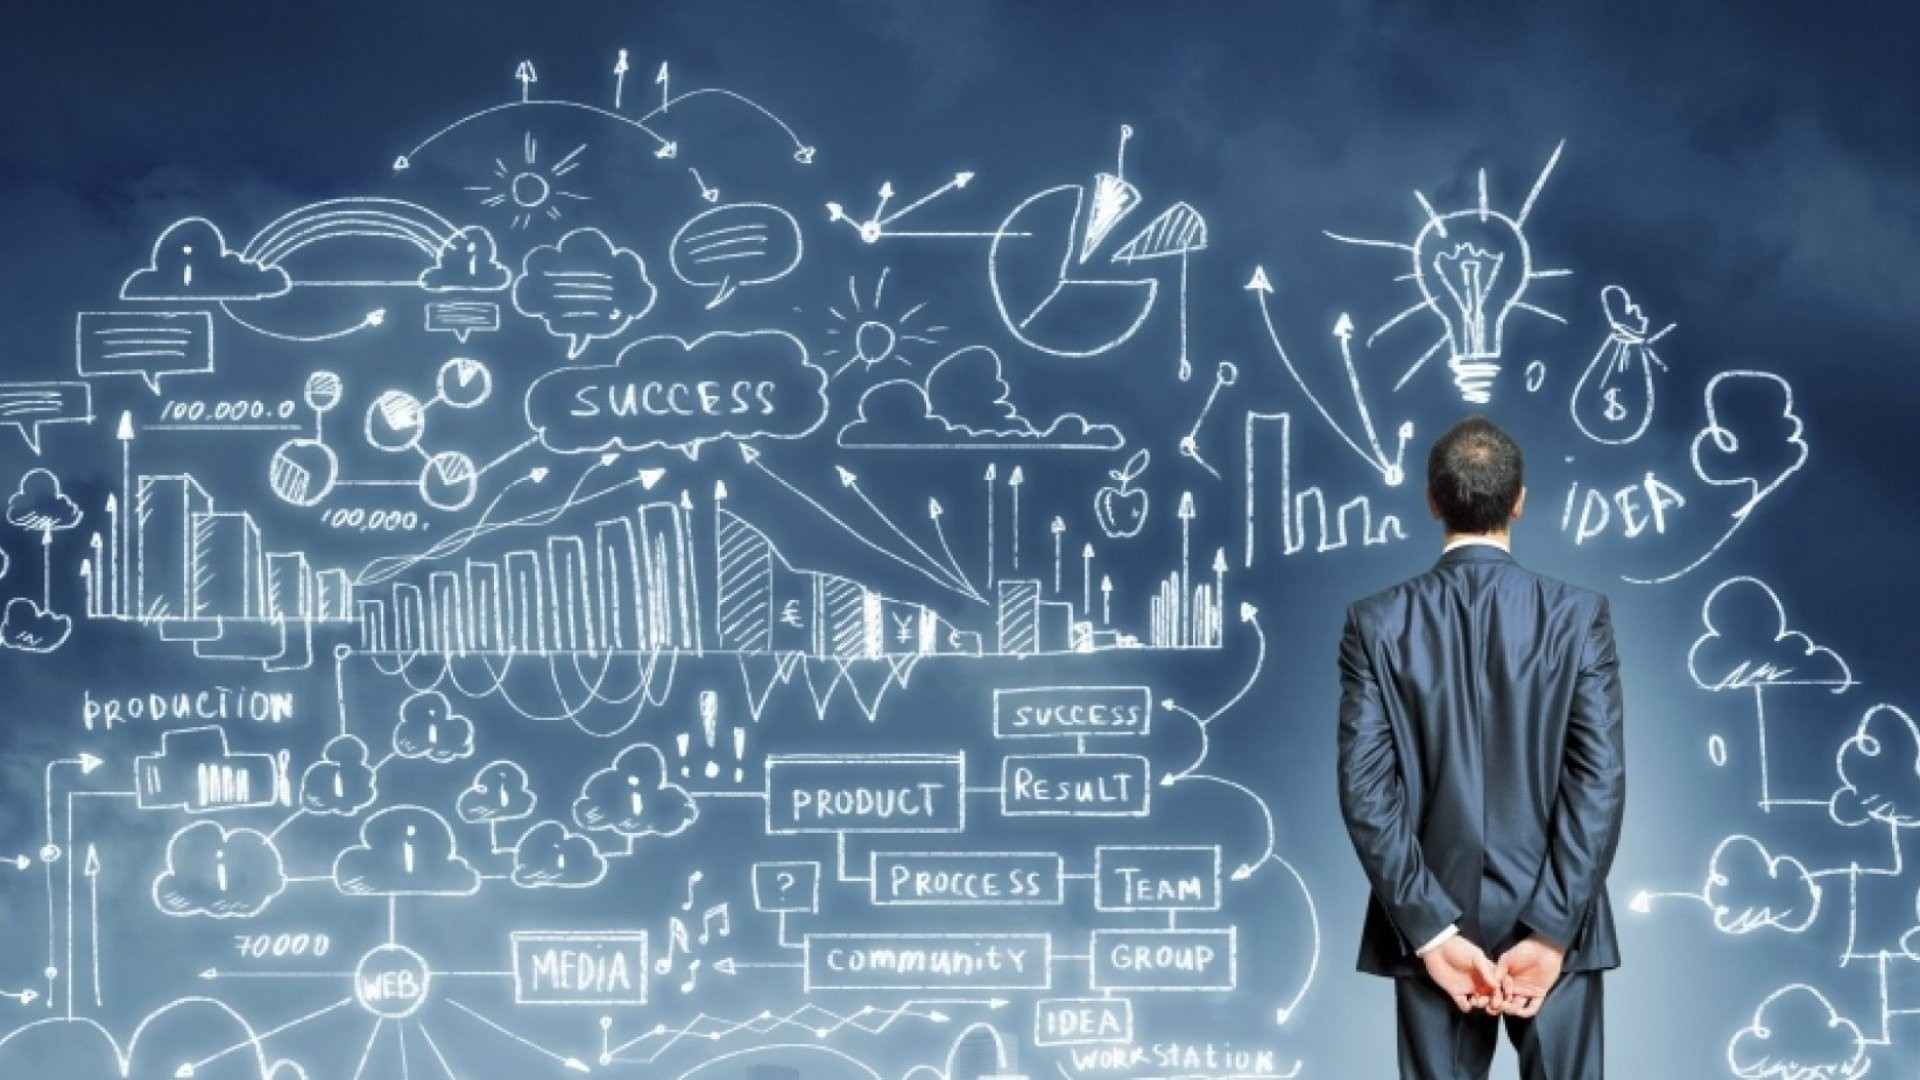 i
i
100,000.0
SUCCESS
$
100,000.
iDEA
€
¥
PRODUCTION
SUCCESS
i
i
i
i
RESULT
PRODUCT
i
i
i
?
PROCCESS
TEAM
70000
COMMUNITY
GROUP
MEDIA
WEB
IDEA
WORKSTATION